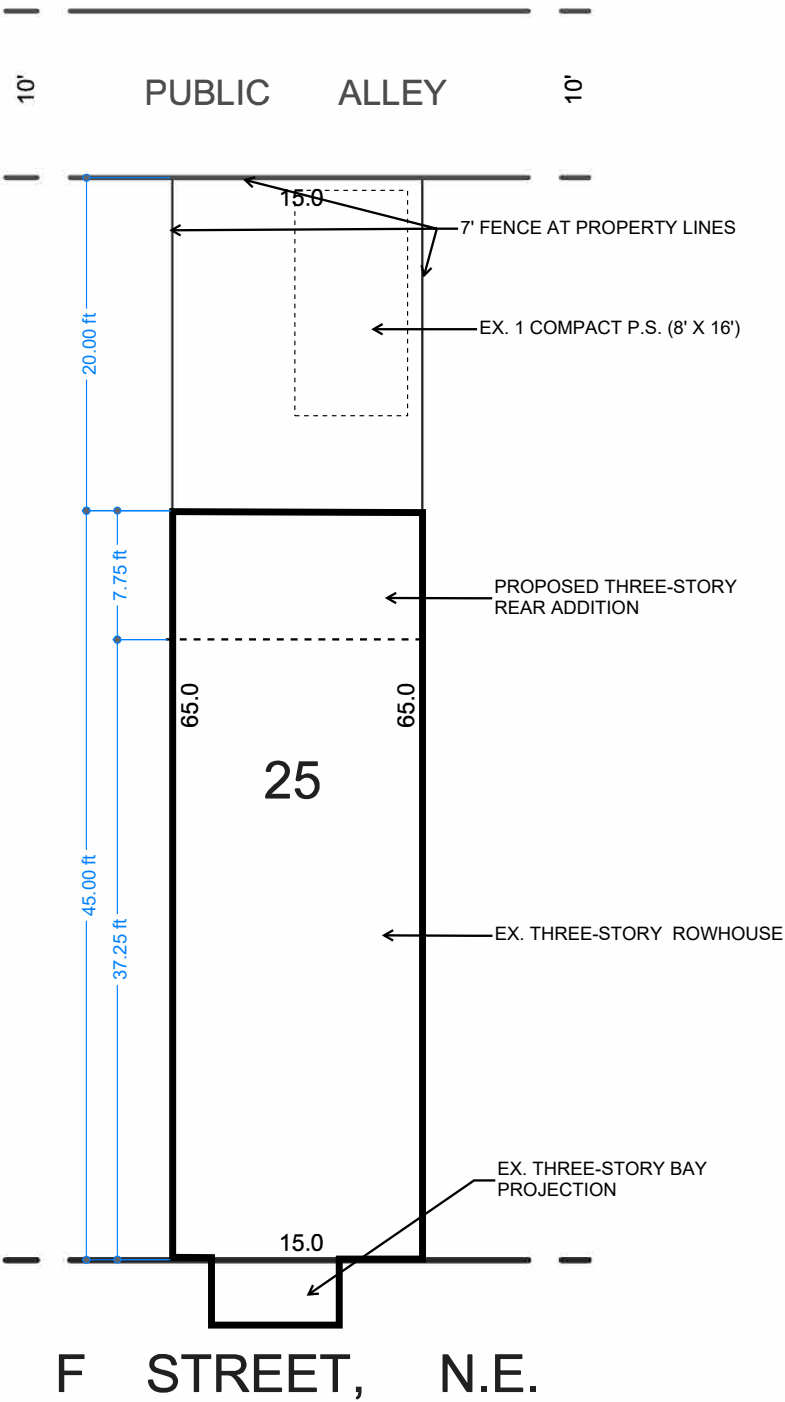 10'
PUBLIC ALLEY
10'
15.0
7' FENCE AT PROPERTY LINES
EX. 1 COMPACT P.S. (8' X 16')
20.00 ft
7.75 ft
PROPOSED THREE-STORY
REAR ADDITION
65.0
65.0
25
45.00 ft
37.25 ft
EX. THREE-STORY ROWHOUSE
EX. THREE-STORY BAY
PROJECTION
15.0
F STREET, N.E.